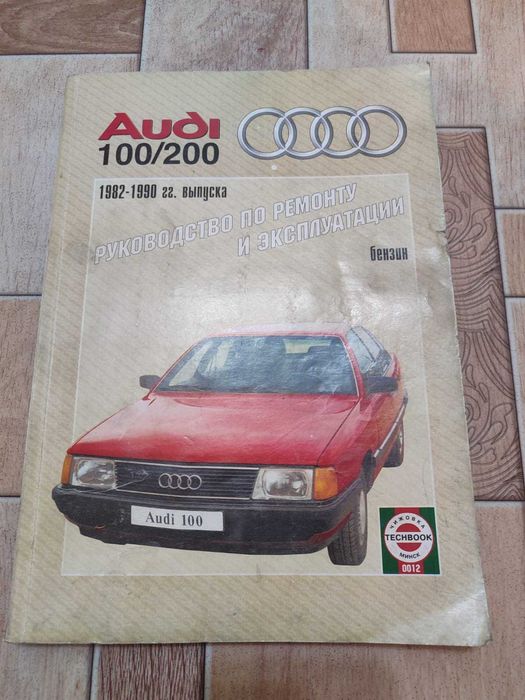 Audi
100/200
1982-1990 гг. выпуска
РУКОВОДСТВО ПО РЕМОНТУ
И ЭКСПЛУАТАЦИИ
бензин
Audi 100
ЧИЖОВКА
TECHBOOK
МИНСК
0012